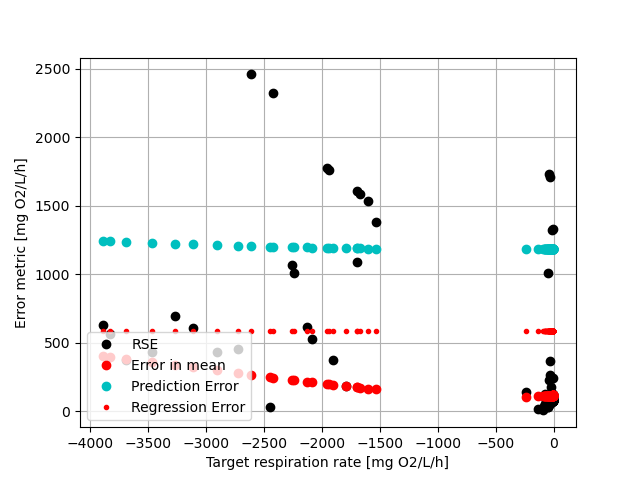 2500
2000
1500
1000
500
0
Error metric [mg O2/L/h]
RSE
Error in mean
Prediction Error
Regression Error
−4000 −3500 −3000 −2500 −2000 −1500 −1000 −500 0
Target respiration rate [mg O2/L/h]